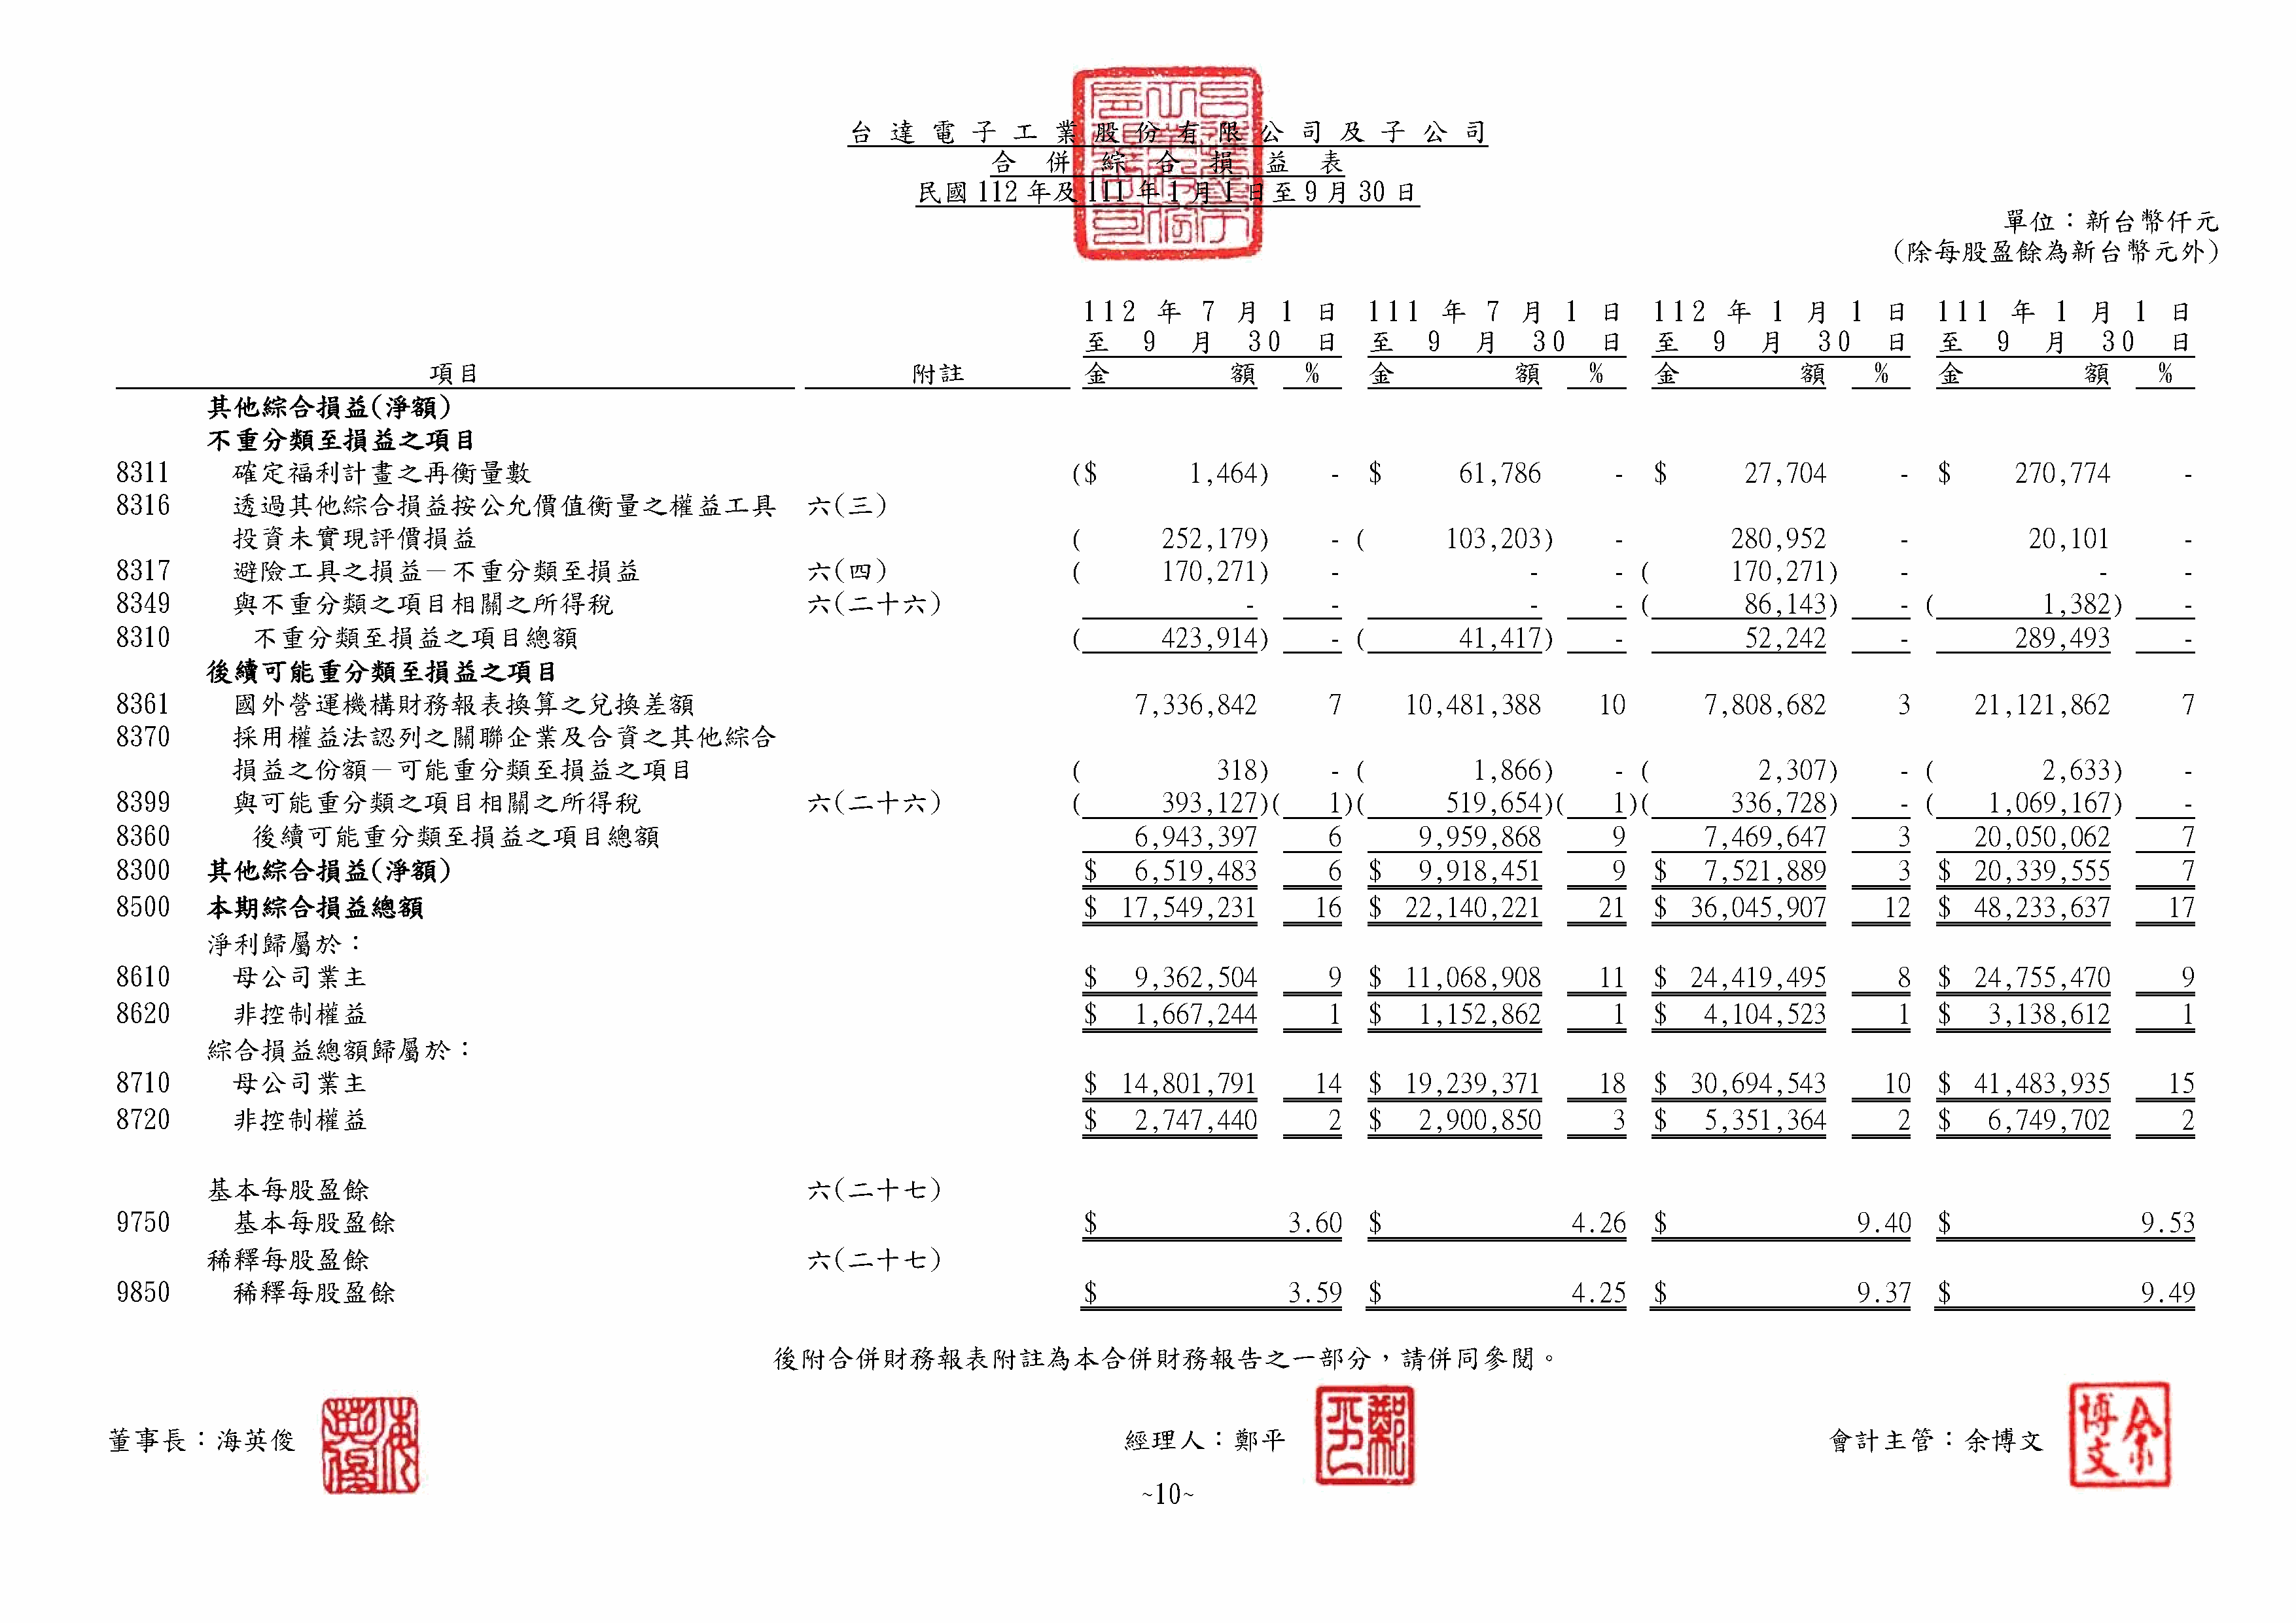 台達電子工業股份有限公司及子公司
合併綜合損益表
民國 112 年及 111 年 1 月 1 日至 9 月 30 日
單位：新台幣仟元
(除每股盈餘為新台幣元外)
112 年 7 月 1 日 111 年 7 月 1 日 112 年 1 月 1 日 111 年 1 月 1 日
至 9 月 30 日 至 9 月 30 日 至 9 月 30 日 至 9 月 30 日
項目 附註 金額 % 金額 % 金額 % 金額 %
其他綜合損益(淨額)
不重分類至損益之項目
8311 確定福利計畫之再衡量數 ($ 1,464) - $ 61,786 - $ 27,704 - $ 270,774 -
8316 透過其他綜合損益按公允價值衡量之權益工具 六(三)
投資未實現評價損益 ( 252,179) - ( 103,203) - 280,952 - 20,101 -
8317 避險工具之損益－不重分類至損益 六(四) ( 170,271) - - - ( 170,271) - - -
8349 與不重分類之項目相關之所得稅 六(二十六) - - - - ( 86,143) - ( 1,382) -
8310 不重分類至損益之項目總額 ( 423,914) - ( 41,417) - 52,242 - 289,493 -
後續可能重分類至損益之項目
8361 國外營運機構財務報表換算之兌換差額 7,336,842 7 10,481,388 10 7,808,682 3 21,121,862 7
8370 採用權益法認列之關聯企業及合資之其他綜合
損益之份額－可能重分類至損益之項目 ( 318) - ( 1,866) - ( 2,307) - ( 2,633) -
8399 與可能重分類之項目相關之所得稅 六(二十六) ( 393,127)( 1)( 519,654)( 1)( 336,728) - ( 1,069,167) -
8360 後續可能重分類至損益之項目總額 6,943,397 6 9,959,868 9 7,469,647 3 20,050,062 7
8300 其他綜合損益(淨額) $ 6,519,483 6 $ 9,918,451 9 $ 7,521,889 3 $ 20,339,555 7
8500 本期綜合損益總額 $ 17,549,231 16 $ 22,140,221 21 $ 36,045,907 12 $ 48,233,637 17
淨利歸屬於：
8610 母公司業主 $ 9,362,504 9 $ 11,068,908 11 $ 24,419,495 8 $ 24,755,470 9
8620 非控制權益 $ 1,667,244 1 $ 1,152,862 1 $ 4,104,523 1 $ 3,138,612 1
綜合損益總額歸屬於：
8710 母公司業主 $ 14,801,791 14 $ 19,239,371 18 $ 30,694,543 10 $ 41,483,935 15
8720 非控制權益 $ 2,747,440 2 $ 2,900,850 3 $ 5,351,364 2 $ 6,749,702 2
基本每股盈餘 六(二十七)
9750 基本每股盈餘 $ 3.60 $ 4.26 $ 9.40 $ 9.53
稀釋每股盈餘 六(二十七)
9850 稀釋每股盈餘 $ 3.59 $ 4.25 $ 9.37 $ 9.49
後附合併財務報表附註為本合併財務報告之一部分，請併同參閱。
董事長：海英俊 經理人：鄭平 會計主管：余博文
余博文
~10~